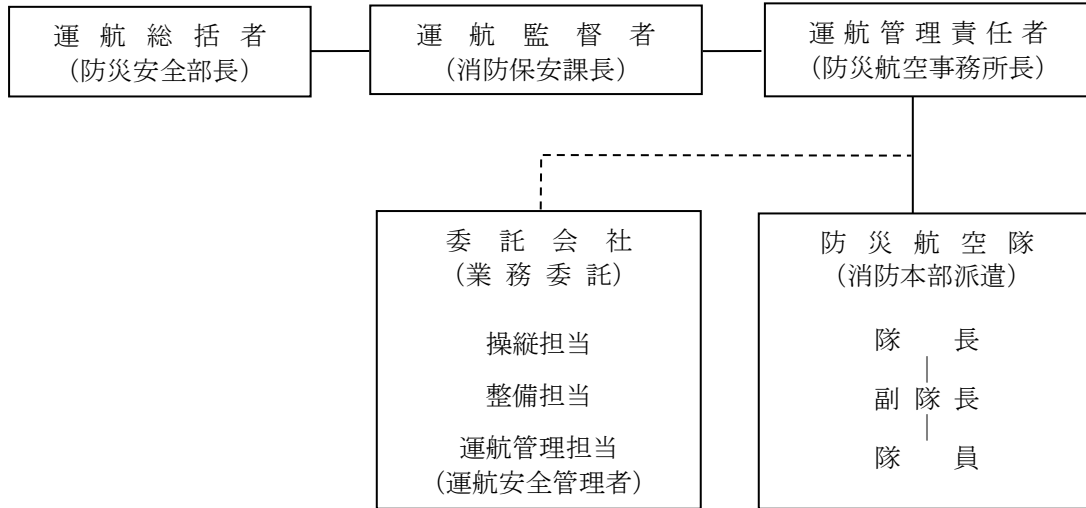 運航総括者
（防災安全部長）
運航監督者
（消防保安課長）
運航管理責任者
（防災航空事務所長）
委託会社
（業務委託）
操縦担当
整備担当
運航管理担当
（運航安全管理者）
防災航空隊
（消防本部派遣）
隊長
副隊長
隊員